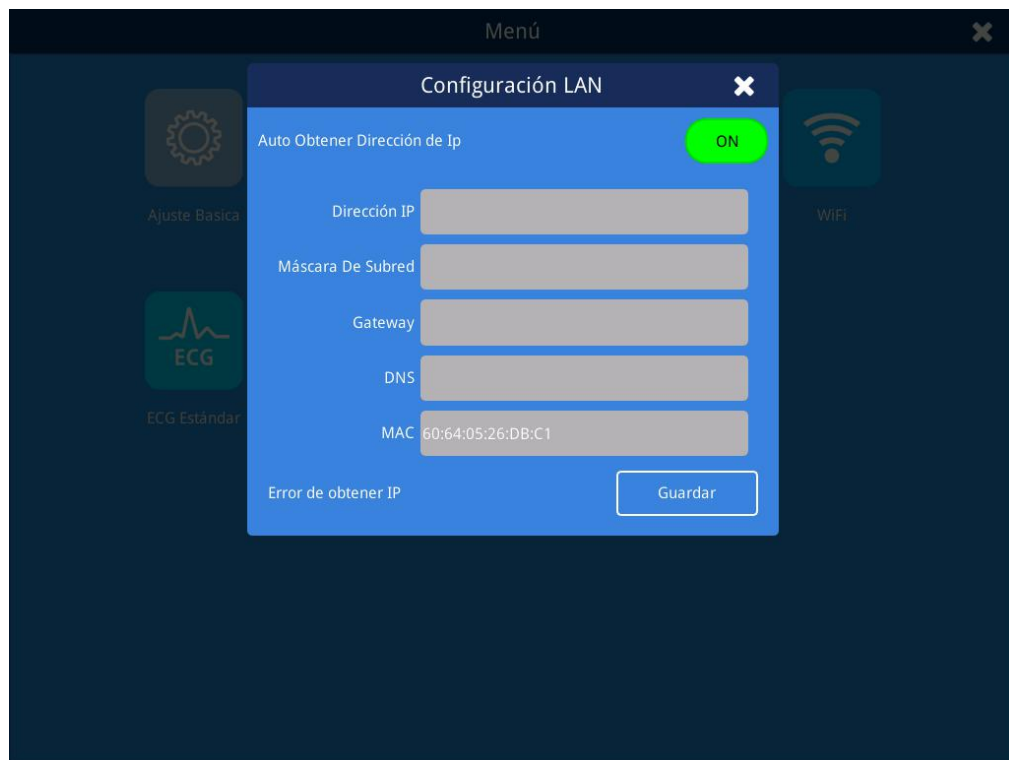 Menú
Configuración LAN
Auto Obtener Dirección de Ip
ON
Dirección IP
Máscara De Subred
Gateway
DNS
MAC 60:64:05:26:DB:C1
Error de obtener IP
Guardar
Ajuste Basica
WiFi
ECG
ECG Estándar